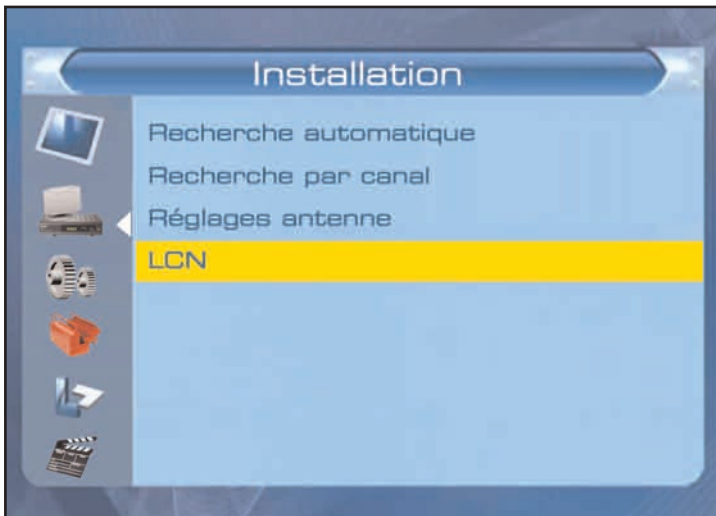 Installation
Recherche automatique
Recherche par canal
Réglages antenne
LCN